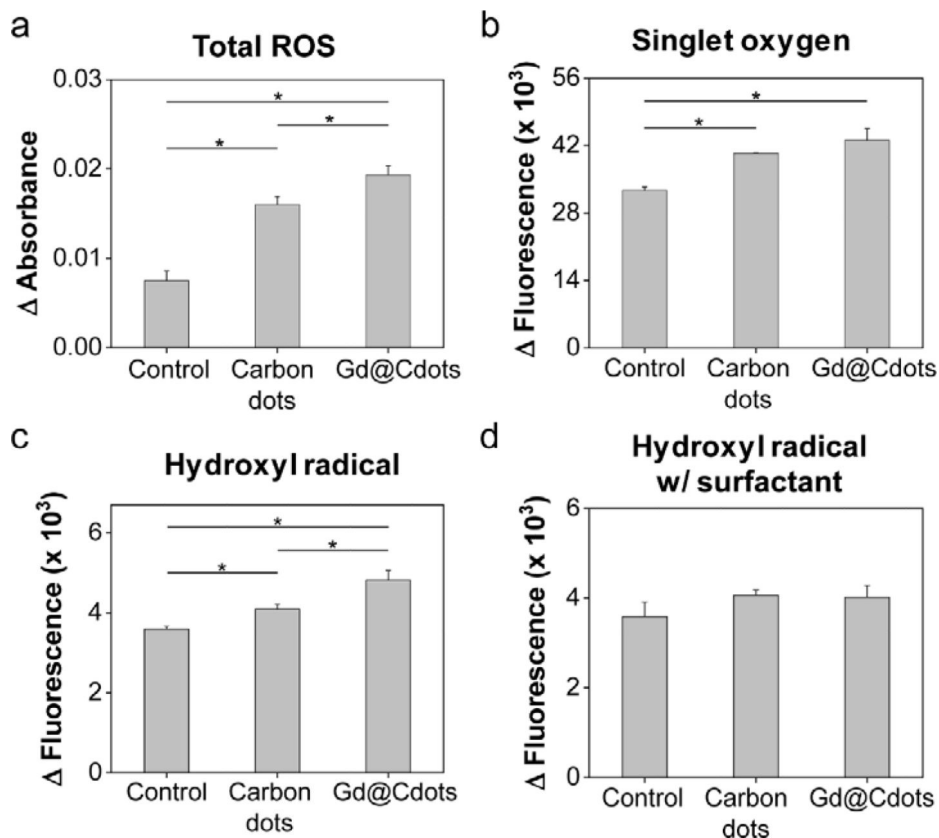 a
Total ROS
Δ Absorbance
0.03
0.02
0.01
0.00
*
*
*
Control
Carbon
dots
Gd@Cdots
b
Singlet oxygen
Δ Fluorescence (x 10³)
56
42
28
14
0
*
*
Control
Carbon
dots
Gd@Cdots
c
Hydroxyl radical
Δ Fluorescence (x 10³)
6
4
2
0
*
*
*
Control
Carbon
dots
Gd@Cdots
d
Hydroxyl radical
w/ surfactant
Δ Fluorescence (x 10³)
6
4
2
0
Control
Carbon
dots
Gd@Cdots